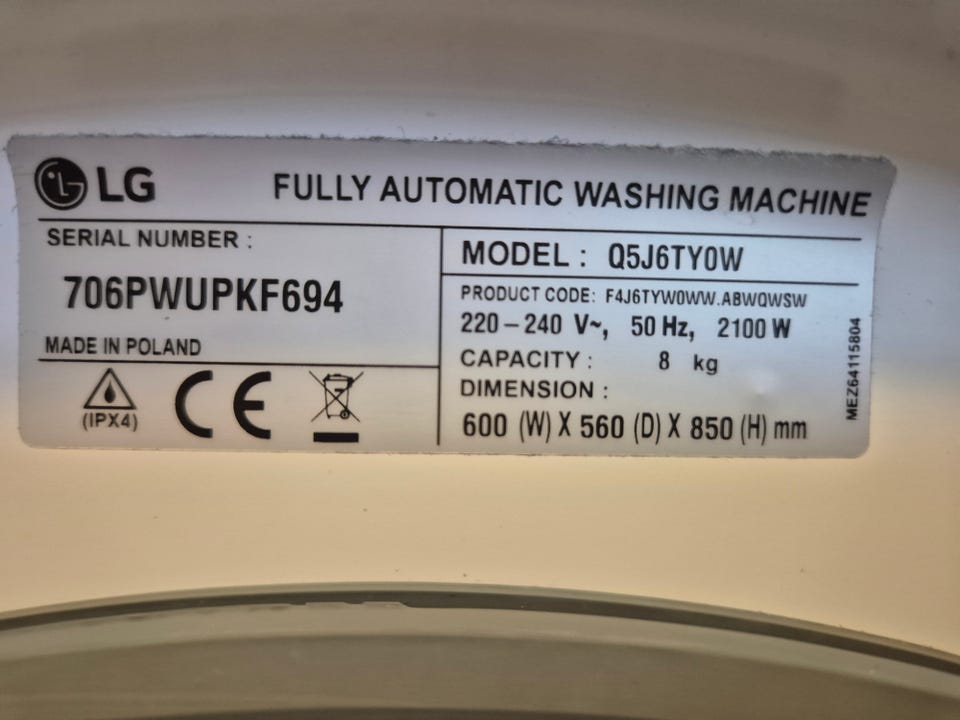 LG FULLY AUTOMATIC WASHING MACHINE
SERIAL NUMBER :
706PWUPKF694
MADE IN POLAND
(IPX4) CE
MODEL : Q5J6TY0W
PRODUCT CODE: F4J6TYW0WW.ABWQWSW
220-240 V~, 50 Hz, 2100 W
CAPACITY : 8 kg
DIMENSION :
600 (W) X 560 (D) X 850 (H) mm
MEZ64115804